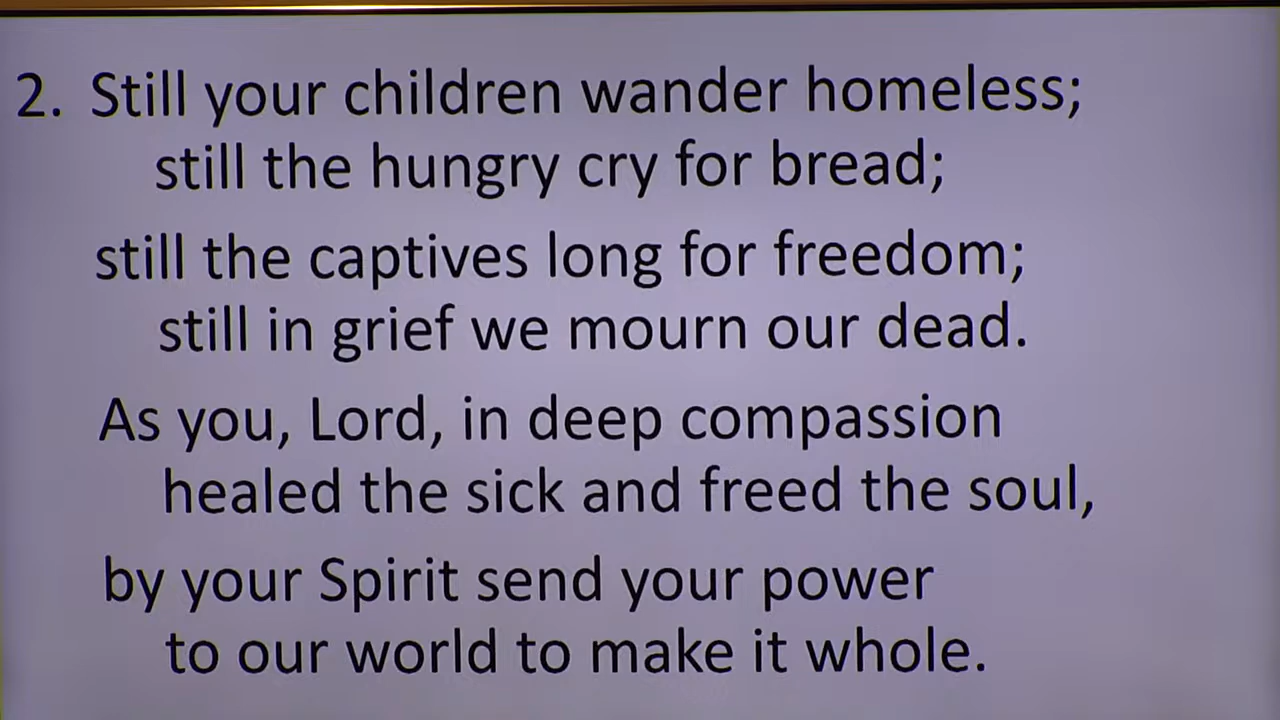 2. Still your children wander homeless;
still the hungry cry for bread;
still the captives long for freedom;
still in grief we mourn our dead.
As you, Lord, in deep compassion
healed the sick and freed the soul,
by your Spirit send your power
to our world to make it whole.